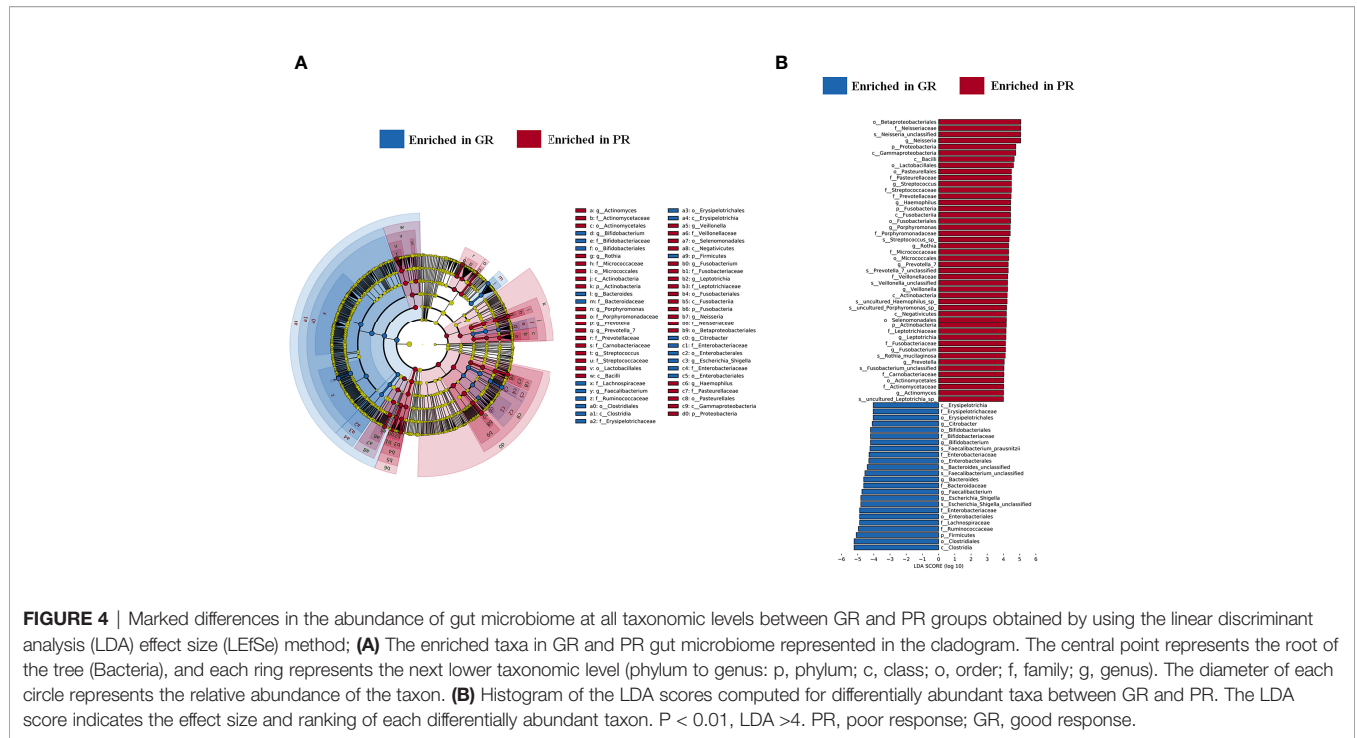 A
Enriched in GR
Enriched in PR
a: g__Actinomyces
b: f__Actinomycetaceae
c: o__Actinomycetales
d: g__Bifidobacterium
e: f__Bifidobacteriaceae
f: o__Bifidobacteriales
g: g__Rothia
h: f__Micrococcaceae
i: o__Micrococcales
j: c__Actinobacteria
k: p__Actinobacteria
l: g__Bacteroides
m: f__Bacteroidaceae
n: g__Porphyromonas
o: f__Porphyromonadaceae
p: g__Prevotella
q: g__Prevotella_7
r: f__Prevotellaceae
s: f__Carnobacteriaceae
t: g__Streptococcus
u: f__Streptococcaceae
v: o__Lactobacillales
w: c__Bacilli
x: f__Lachnospiraceae
y: g__Faecalibacterium
z: f__Ruminococcaceae
a0: o__Clostridiales
a1: c__Clostridia
a2: f__Erysipelotrichaceae
a3: o__Erysipelotrichales
a4: c__Erysipelotrichia
a5: g__Veillonella
a6: f__Veillonellaceae
a7: o__Selenomonadales
a8: c__Negativicutes
a9: p__Firmicutes
b0: g__Fusobacterium
b1: f__Fusobacteriaceae
b2: g__Leptotrichia
b3: f__Leptotrichiaceae
b4: o__Fusobacteriales
b5: c__Fusobacteriia
b6: p__Fusobacteria
b7: g__Neisseria
b8: f__Neisseriaceae
b9: o__Betaproteobacteriales
c0: g__Citrobacter
c1: f__Enterobacteriaceae
c2: o__Enterobacterales
c3: g__Escherichia_Shigella
c4: f__Enterobacteriaceae
c5: o__Enterobacteriales
c6: g__Haemophilus
c7: f__Pasteurellaceae
c8: o__Pasteurellales
c9: c__Gammaproteobacteria
d0: p__Proteobacteria
B
Enriched in GR
Enriched in PR
o__Betaproteobacteriales
f__Neisseriaceae
s__Neisseria_unclassified
g__Neisseria
p__Proteobacteria
c__Gammaproteobacteria
c__Bacilli
o__Lactobacillales
o__Pasteurellales
f__Pasteurellaceae
g__Streptococcus
f__Streptococcaceae
f__Prevotellaceae
g__Haemophilus
p__Fusobacteria
c__Fusobacteriia
o__Fusobacteriales
g__Porphyromonas
f__Porphyromonadaceae
s__Streptococcus_sp_
g__Rothia
f__Micrococcaceae
o__Micrococcales
g__Prevotella_7
s__Prevotella_7_unclassified
f__Veillonellaceae
s__Veillonella_unclassified
g__Veillonella
c__Actinobacteria
s__uncultured_Haemophilus_sp_
s__uncultured_Porphyromonas_sp_
c__Negativicutes
o__Selenomonadales
p__Actinobacteria
f__Leptotrichiaceae
g__Leptotrichia
f__Fusobacteriaceae
g__Fusobacterium
s__Rothia_mucilaginosa
g__Prevotella
s__Fusobacterium_unclassified
f__Carnobacteriaceae
o__Actinomycetales
f__Actinomycetaceae
g__Actinomyces
s__uncultured_Leptotrichia_sp_
c__Erysipelotrichia
f__Erysipelotrichaceae
o__Erysipelotrichales
g__Citrobacter
o__Bifidobacteriales
f__Bifidobacteriaceae
g__Bifidobacterium
s__Faecalibacterium_prausnitzii
f__Enterobacteriaceae
o__Enterobacterales
s__Bacteroides_unclassified
s__Faecalibacterium_unclassified
g__Bacteroides
f__Bacteroidaceae
g__Faecalibacterium
g__Escherichia_Shigella
s__Escherichia_Shigella_unclassified
f__Enterobacteriaceae
o__Enterobacteriales
f__Lachnospiraceae
f__Ruminococcaceae
p__Firmicutes
o__Clostridiales
c__Clostridia
−6 −5 −4 −3 −2 −1 0 1 2 3 4 5 6
LDA SCORE (log 10)
FIGURE 4 | Marked differences in the abundance of gut microbiome at all taxonomic levels between GR and PR groups obtained by using the linear discriminant
analysis (LDA) effect size (LEfSe) method; (A) The enriched taxa in GR and PR gut microbiome represented in the cladogram. The central point represents the root of
the tree (Bacteria), and each ring represents the next lower taxonomic level (phylum to genus: p, phylum; c, class; o, order; f, family; g, genus). The diameter of each
circle represents the relative abundance of the taxon. (B) Histogram of the LDA scores computed for differentially abundant taxa between GR and PR. The LDA
score indicates the effect size and ranking of each differentially abundant taxon. P < 0.01, LDA >4. PR, poor response; GR, good response.